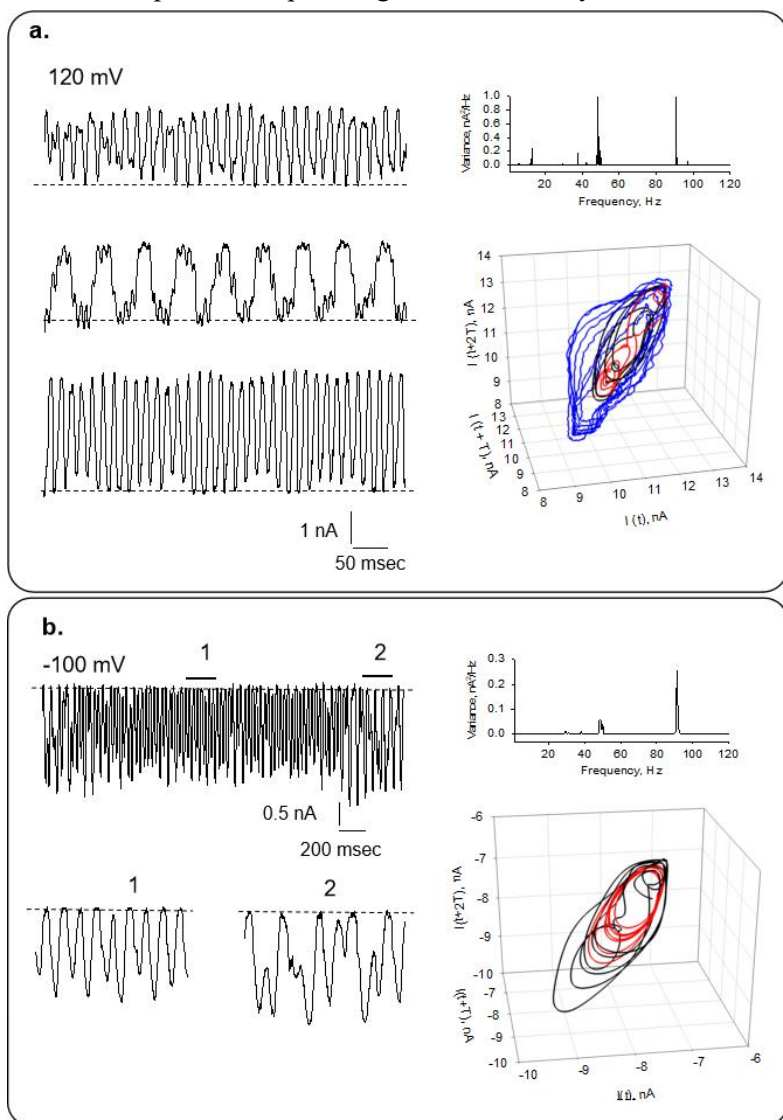 a.
120 mV
1 nA
50 msec
Variance, nA²/Hz
1.0
0.8
0.6
0.4
0.2
0.0
20 40 60 80 100 120
Frequency, Hz
14
13
12
11
10
9
8
I (t+2T), nA
13
12
11
10
9
8
I (t + T), nA
8 9 10 11 12 13 14
I (t), nA
b.
-100 mV
1
2
0.5 nA
200 msec
1
2
Variance, nA²/Hz
0.3
0.2
0.1
0.0
20 40 60 80 100 120
Frequency, Hz
-6
-7
-8
-9
-10
I(t+2T), nA
-7
-8
-9
-10
-10 -9 -8 -7 -6
nA